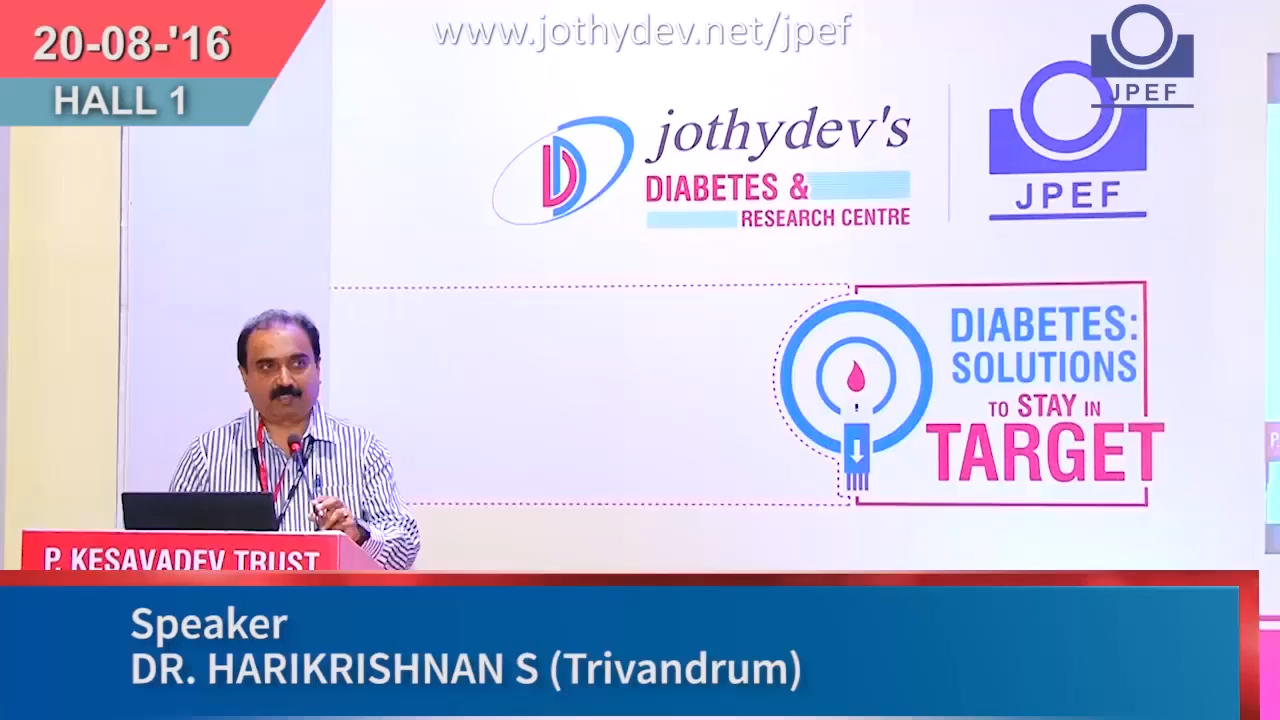 20-08-'16
HALL 1
www.jothydev.net/jpef
JPEF
jothydev's
DIABETES &
RESEARCH CENTRE
JPEF
DIABETES:
SOLUTIONS
TO STAY IN
TARGET
P. KESAVADEV TRUST
Speaker
DR. HARIKRISHNAN S (Trivandrum)